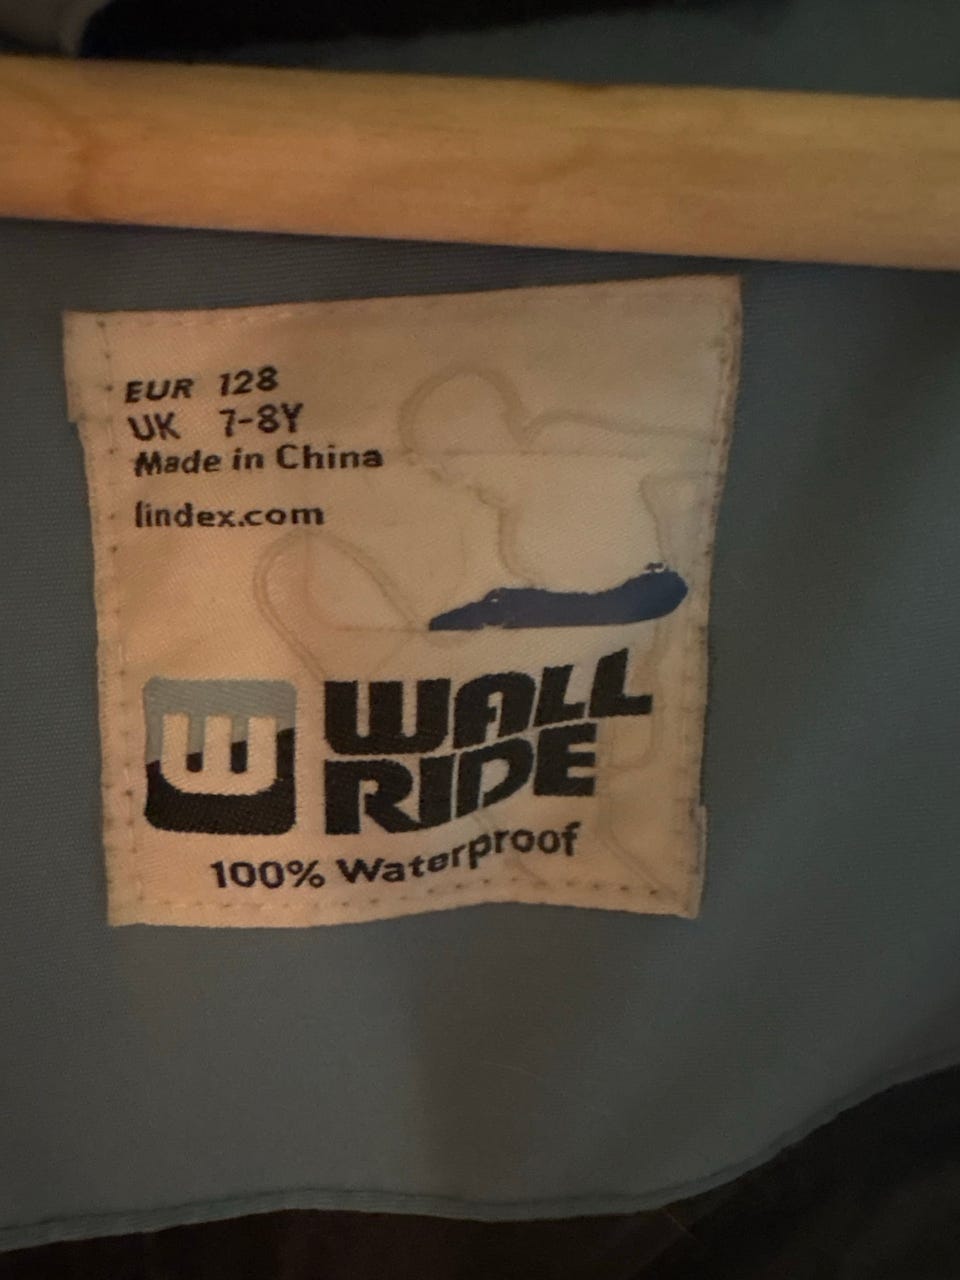 EUR 128
UK 7-8Y
Made in China
lindex.com
WALL
RIDE
100% Waterproof